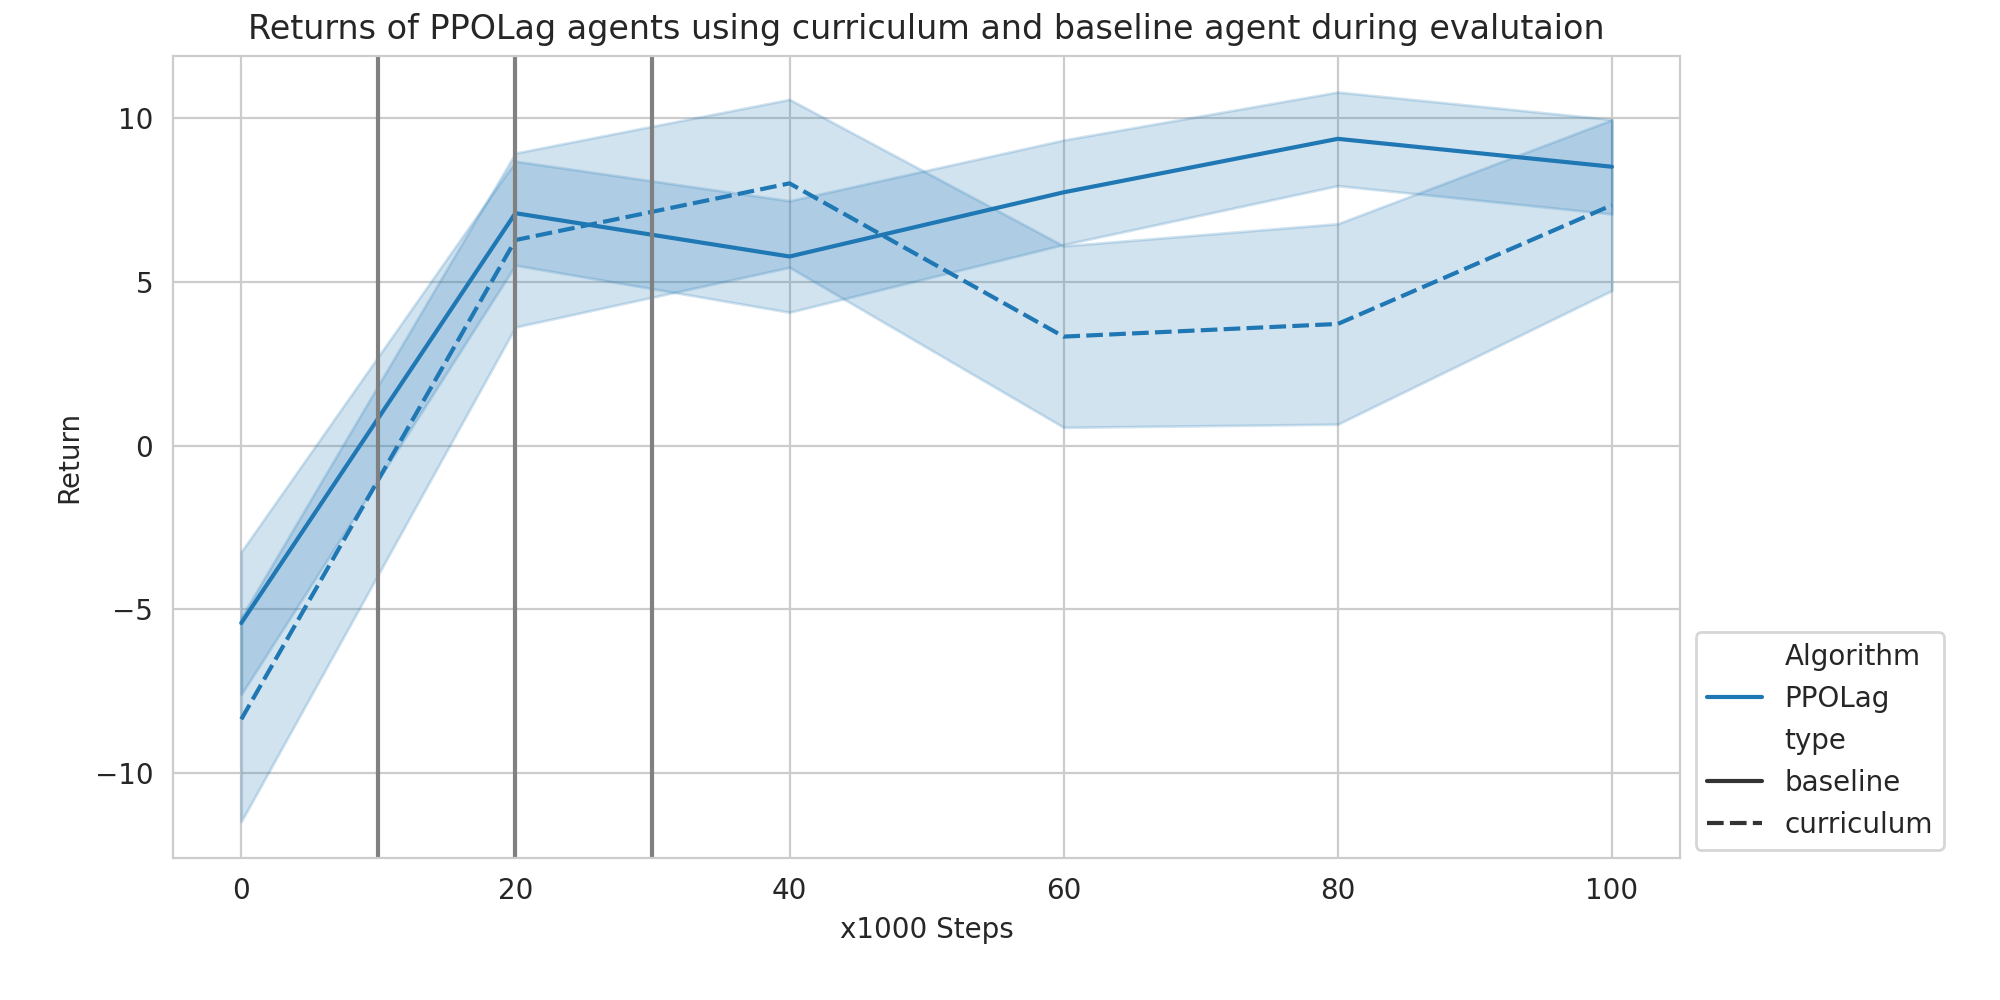 Returns of PPOLag agents using curriculum and baseline agent during evalutaion
10
5
0
−5
−10
Return
0 20 40 60 80 100
x1000 Steps
Algorithm
PPOLag
type
baseline
curriculum